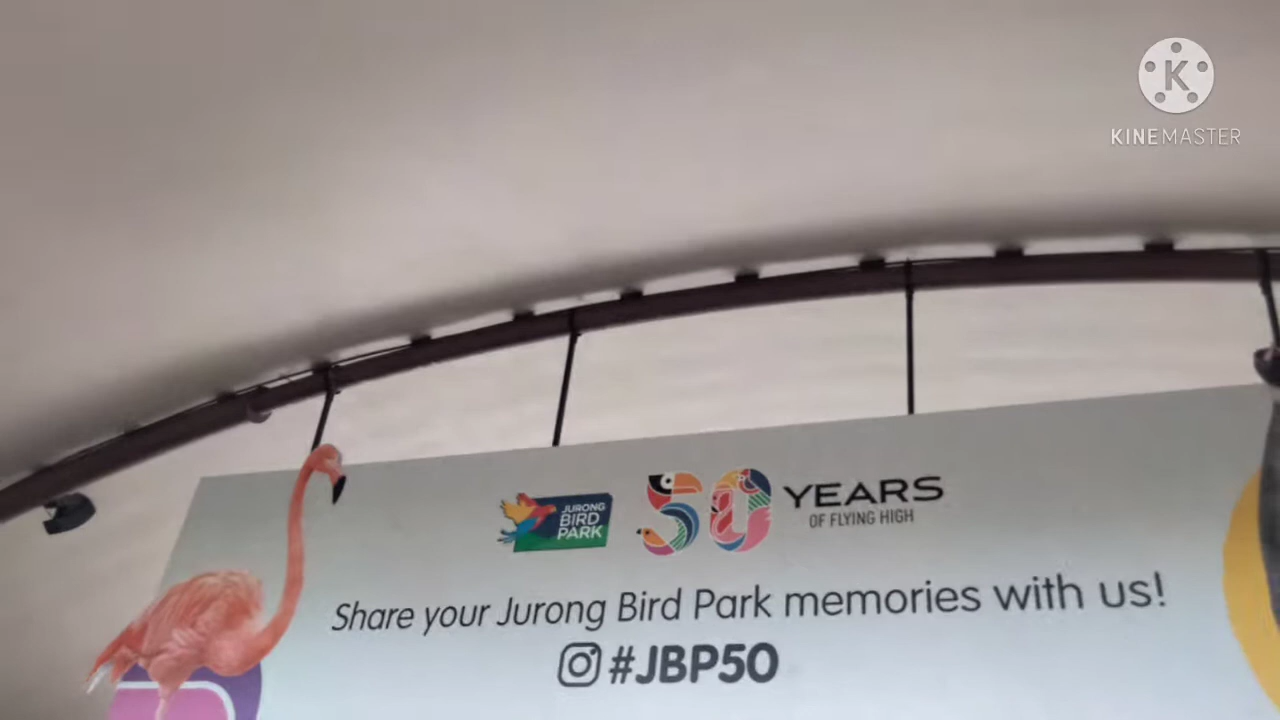 K
KINEMASTER
JURONG
BIRD
PARK
50
YEARS
OF FLYING HIGH
Share your Jurong Bird Park memories with us!
#JBP50